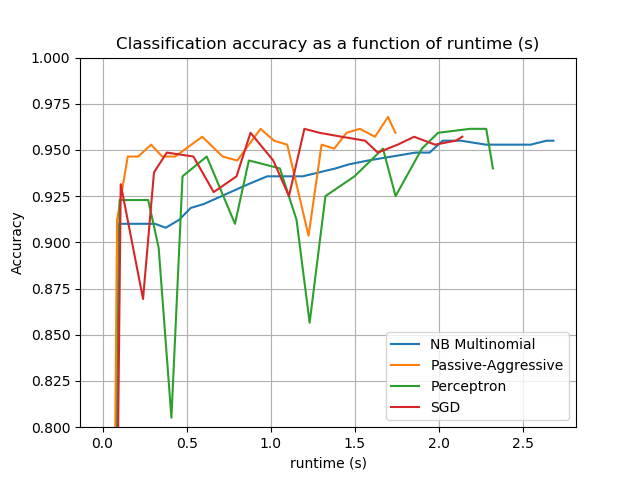 Classification accuracy as a function of runtime (s)
1.000
0.975
0.950
0.925
0.900
0.875
0.850
0.825
0.800
Accuracy
NB Multinomial
Passive-Aggressive
Perceptron
SGD
0.0 0.5 1.0 1.5 2.0 2.5
runtime (s)